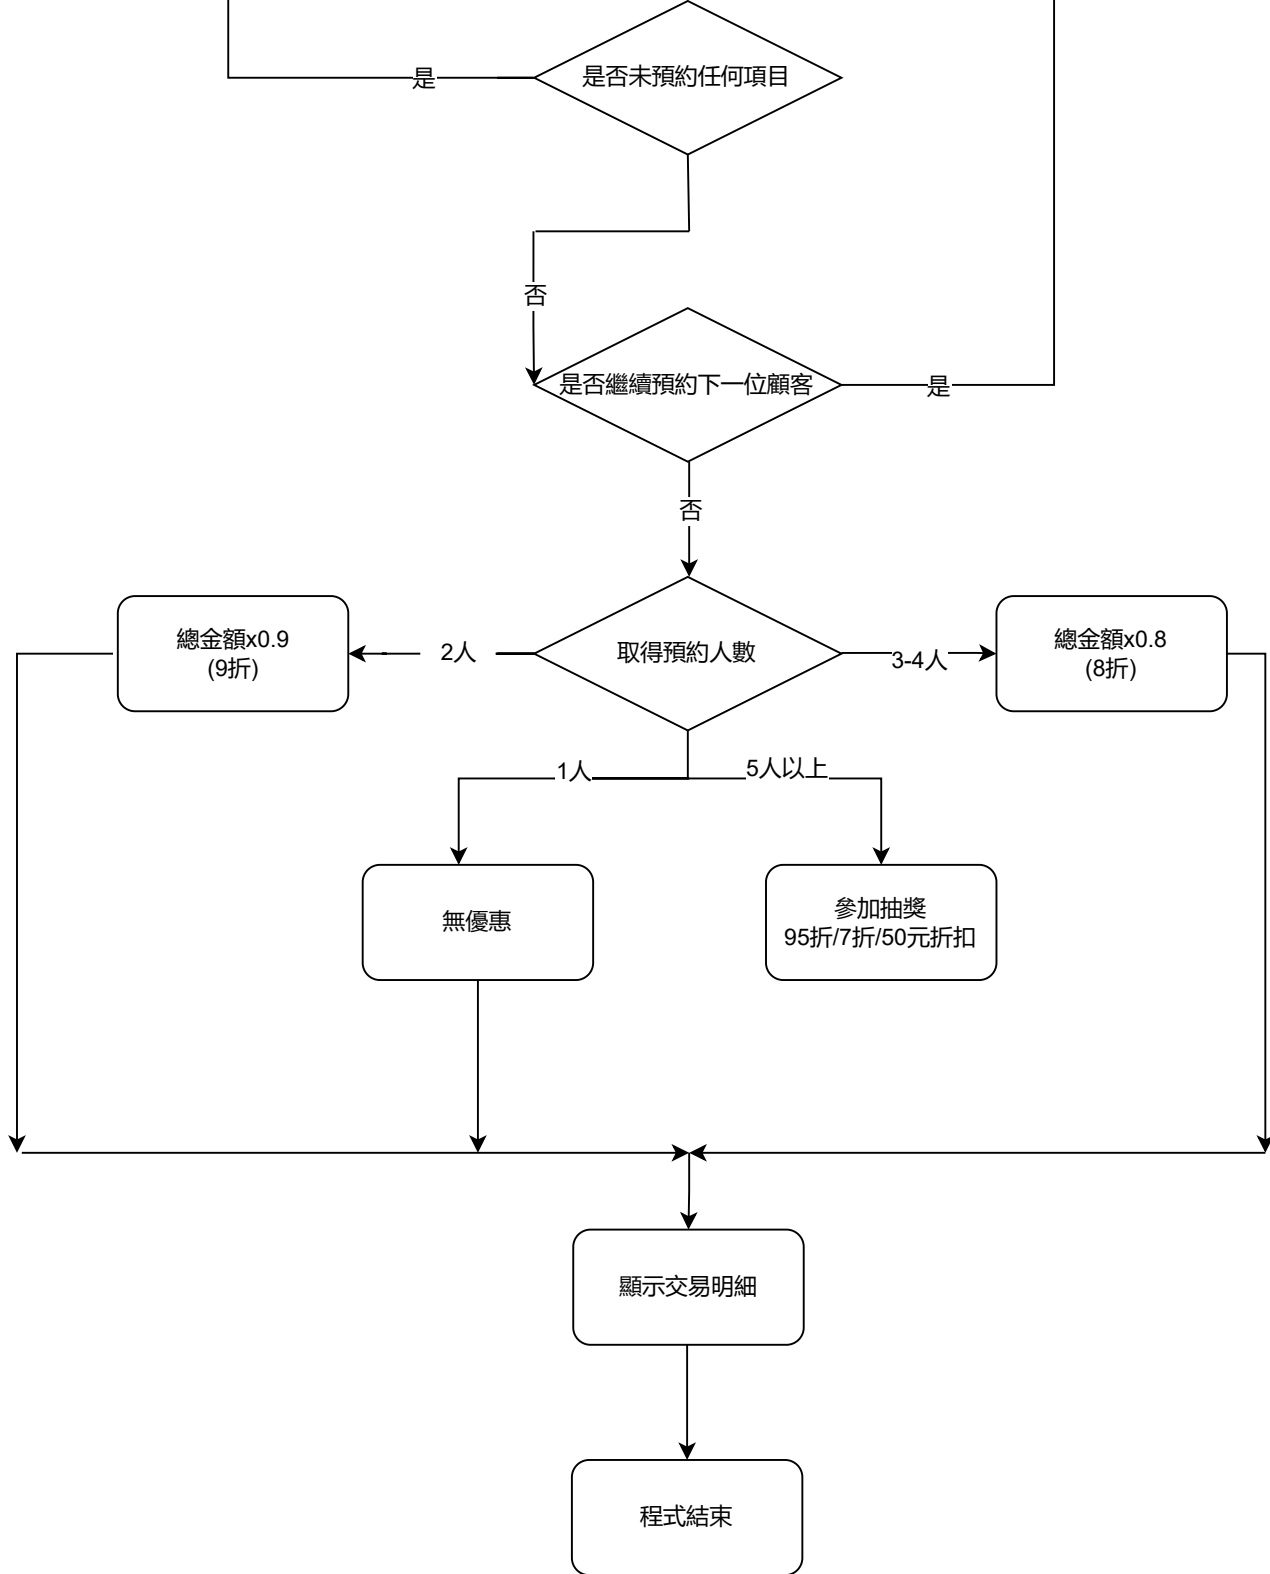 是否未預約任何項目
是
否
是否繼續預約下一位顧客
是
否
總金額x0.9
(9折)
2人
取得預約人數
3-4人
總金額x0.8
(8折)
1人
5人以上
無優惠
參加抽獎
95折/7折/50元折扣
顯示交易明細
程式結束